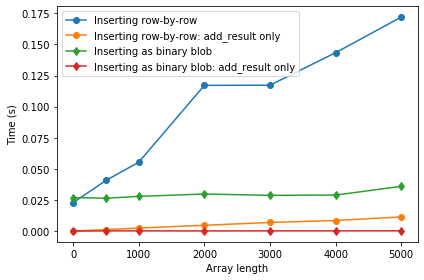 0.175
0.150
0.125
0.100
0.075
0.050
0.025
0.000
Time (s)
Inserting row-by-row
Inserting row-by-row: add_result only
Inserting as binary blob
Inserting as binary blob: add_result only
0 1000 2000 3000 4000 5000
Array length